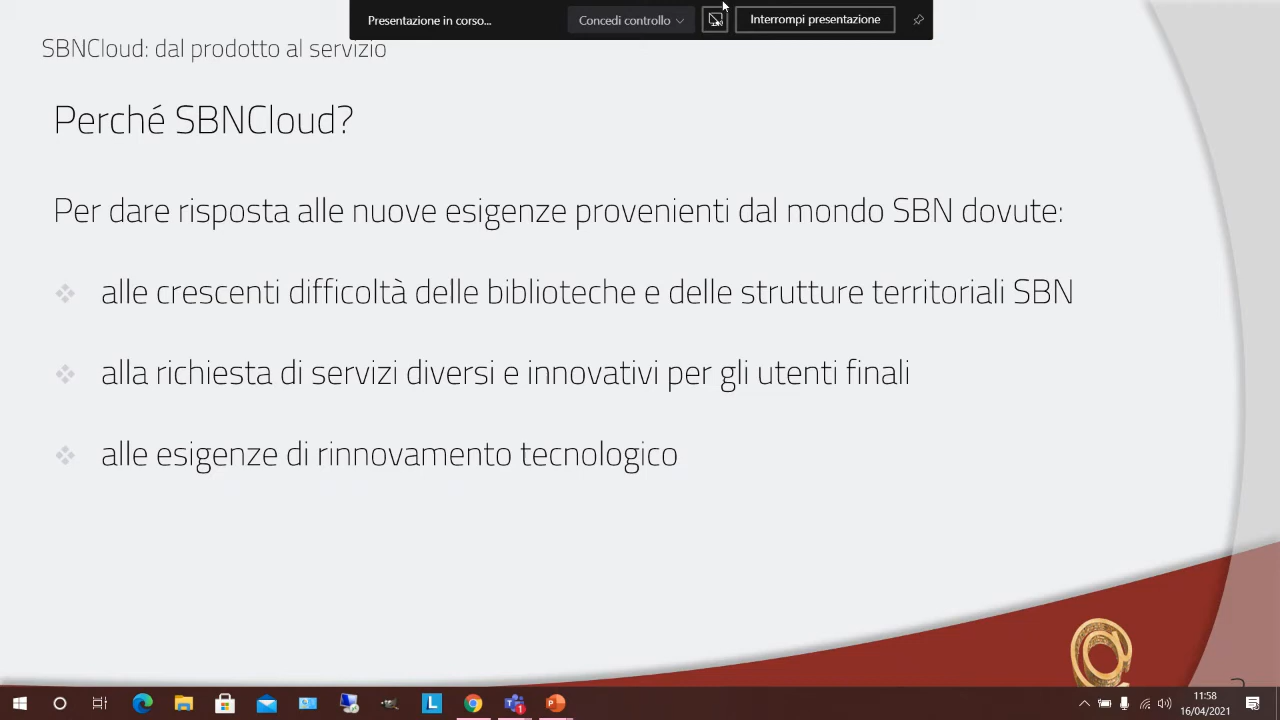 Presentazione in corso...
Concedi controllo
Interrompi presentazione
SBNCloud: dal prodotto al servizio
Perché SBNCloud?
Per dare risposta alle nuove esigenze provenienti dal mondo SBN dovute:
alle crescenti difficoltà delle biblioteche e delle strutture territoriali SBN
alla richiesta di servizi diversi e innovativi per gli utenti finali
alle esigenze di rinnovamento tecnologico
11:58
16/04/2021